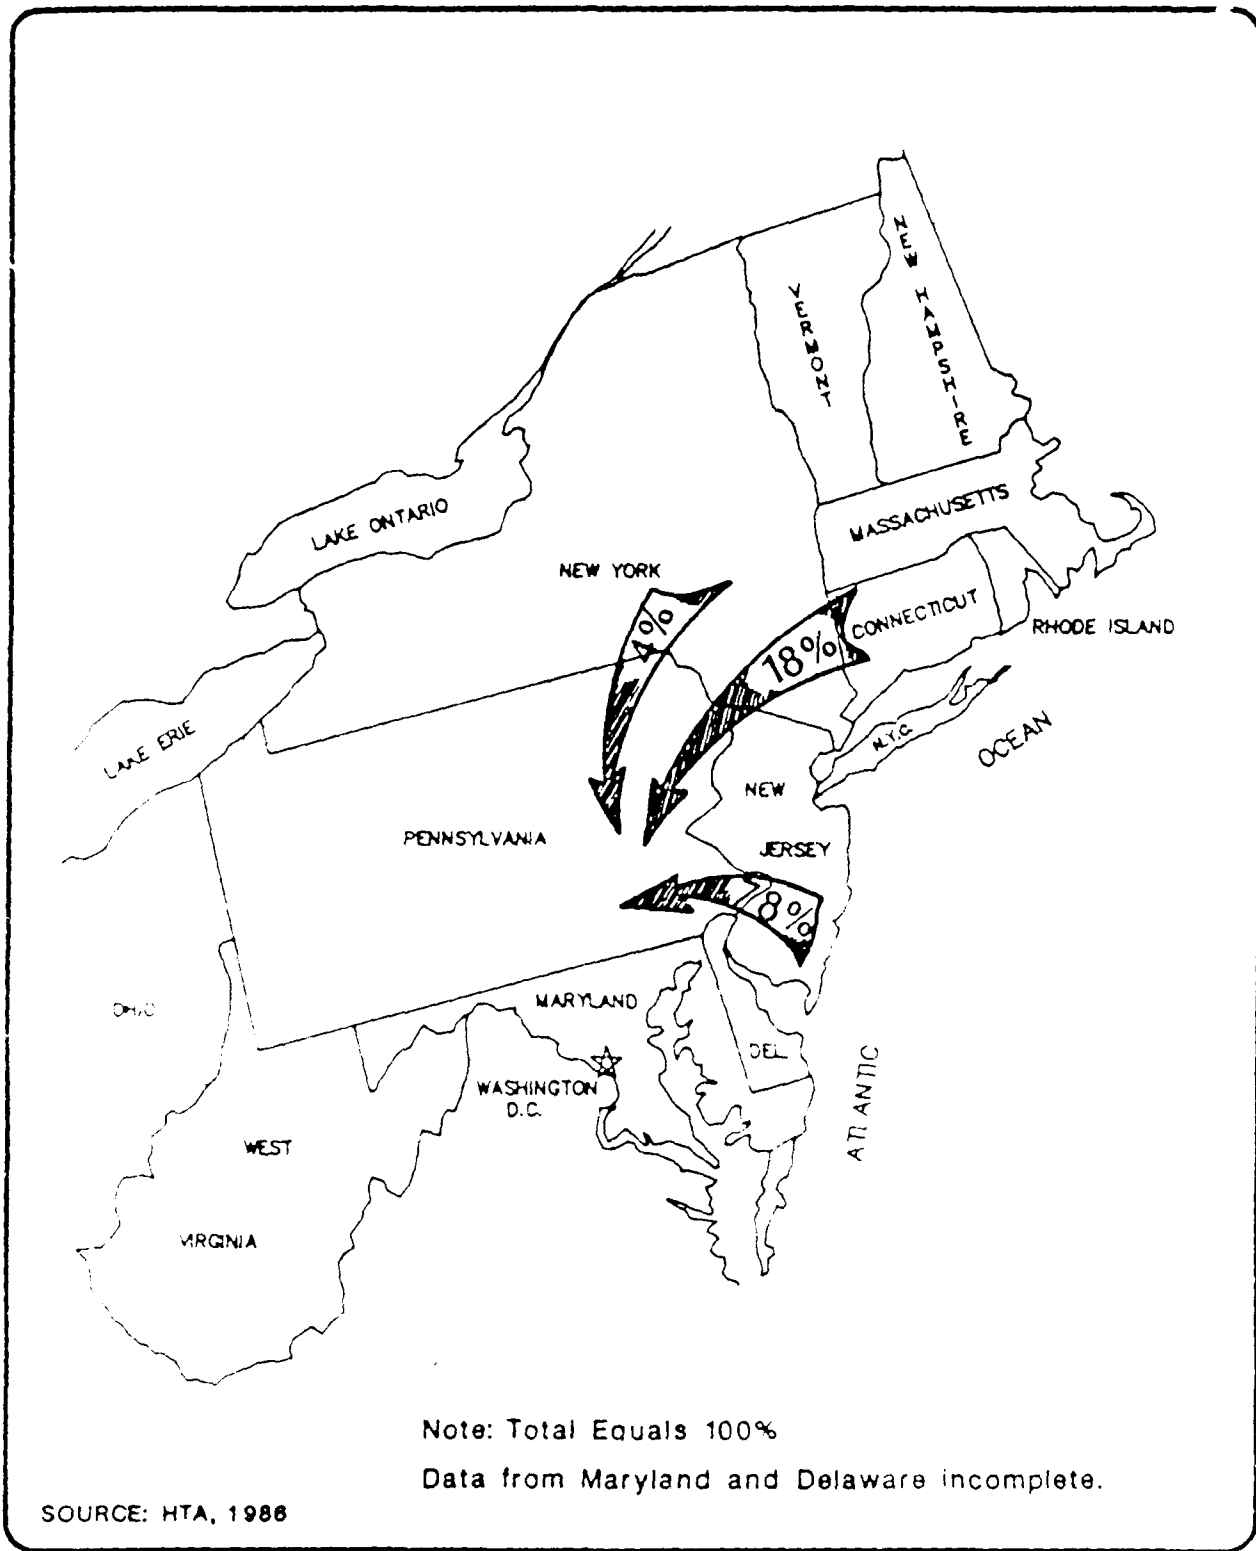 NEW HAMPSHIRE
VERMONT
MASSACHUSETTS
LAKE ONTARIO
NEW YORK
4%
18%
CONNECTICUT
RHODE ISLAND
LAKE ERIE
N.Y.C.
OCEAN
NEW
JERSEY
PENNSYLVANIA
8%
OHIO
MARYLAND
DEL.
WASHINGTON
D.C.
ATLANTIC
WEST
VIRGINIA
Note: Total Equals 100%
Data from Maryland and Delaware incomplete.
SOURCE: HTA, 1986